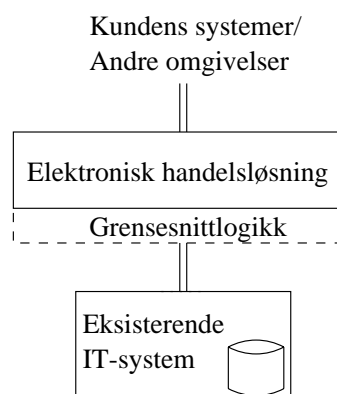 Kundens systemer/
Andre omgivelser
Elektronisk handelsløsning
Grensesnittlogikk
Eksisterende
IT-system